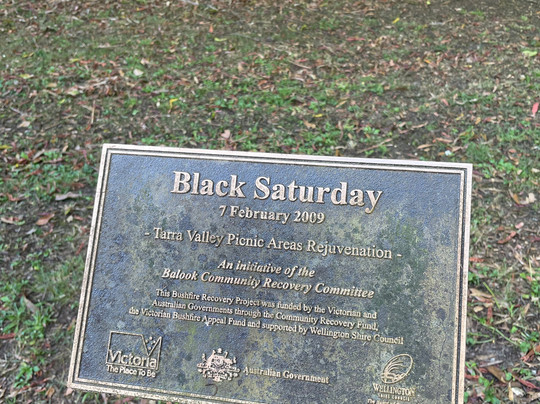 Black Saturday
7 February 2009
- Tarra Valley Picnic Areas Rejuvenation -
An initiative of the
Balook Community Recovery Committee
This Bushfire Recovery Project was funded by the Victorian and
Australian Governments through the Community Recovery Fund,
the Victorian Bushfire Appeal Fund and supported by Wellington Shire Council
Victoria
The Place To Be
Australian Government
WELLINGTON
SHIRE COUNCIL